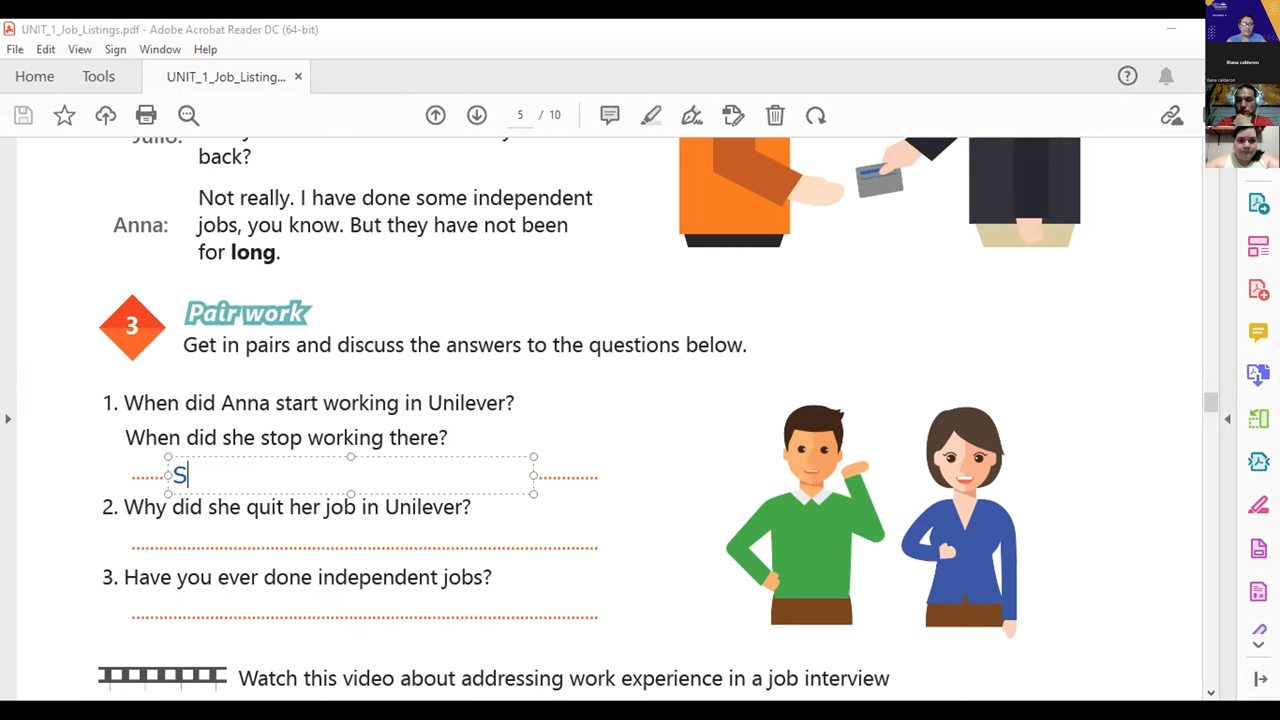 UNIT_1_Job_Listings.pdf - Adobe Acrobat Reader DC (64-bit)
File Edit View Sign Window Help
Home Tools UNIT_1_Job_Listing... ×
5 / 10
back?
Not really. I have done some independent
Anna: jobs, you know. But they have not been
for long.
3 Pair work
Get in pairs and discuss the answers to the questions below.
1. When did Anna start working in Unilever?
When did she stop working there?
S
2. Why did she quit her job in Unilever?
3. Have you ever done independent jobs?
Watch this video about addressing work experience in a job interview
Iliana calderon
Iliana calderon